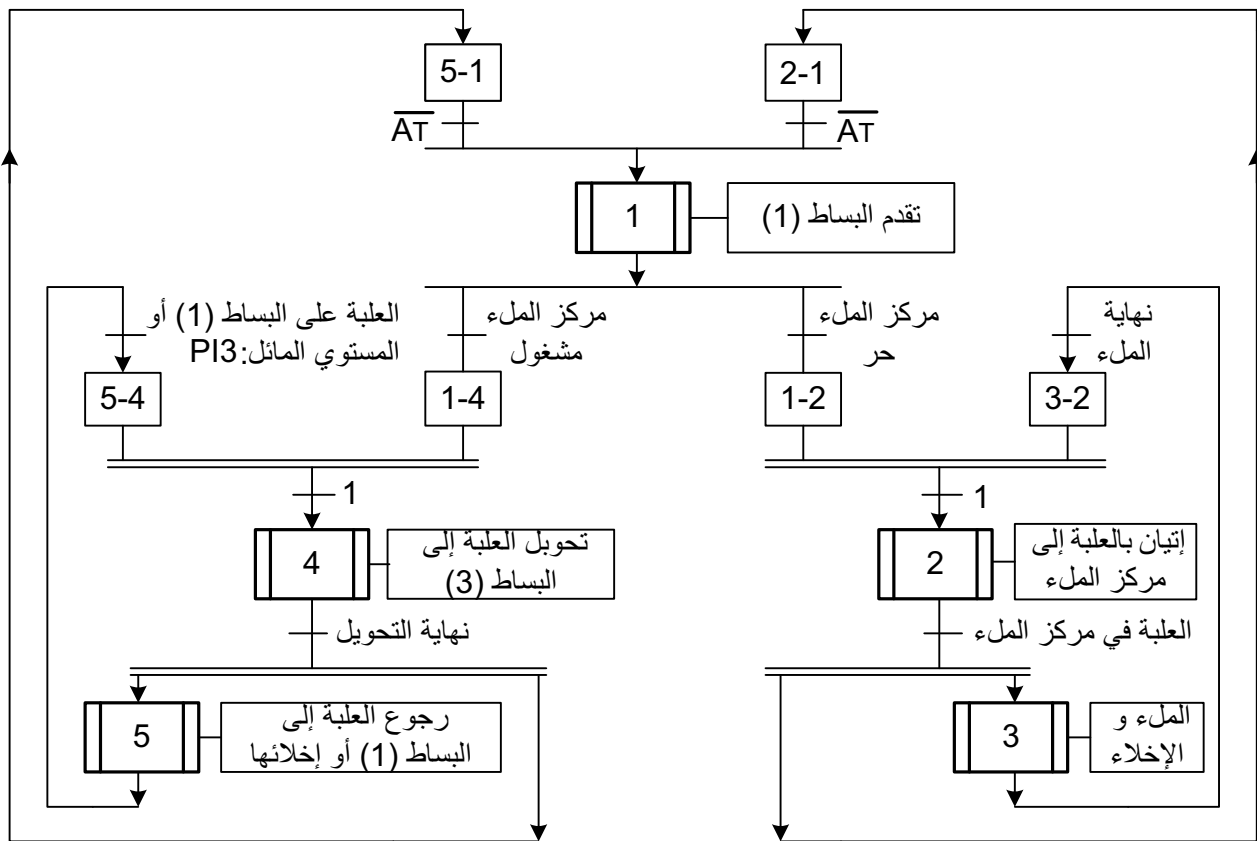 5-1
2-1
A̅T̅
A̅T̅
1
تقدم البساط (1)
العلبة على البساط (1) أو
المستوي المائل:PI3
مركز الملء
مشغول
مركز الملء
حر
نهاية
الملء
5-4
1-4
1-2
3-2
1
1
4
تحوبل العلبة إلى
البساط (3)
2
إتيان بالعلبة إلى
مركز الملء
نهاية التحويل
العلبة في مركز الملء
5
رجوع العلبة إلى
البساط (1) أو إخلائها
3
الملء و
الإخلاء